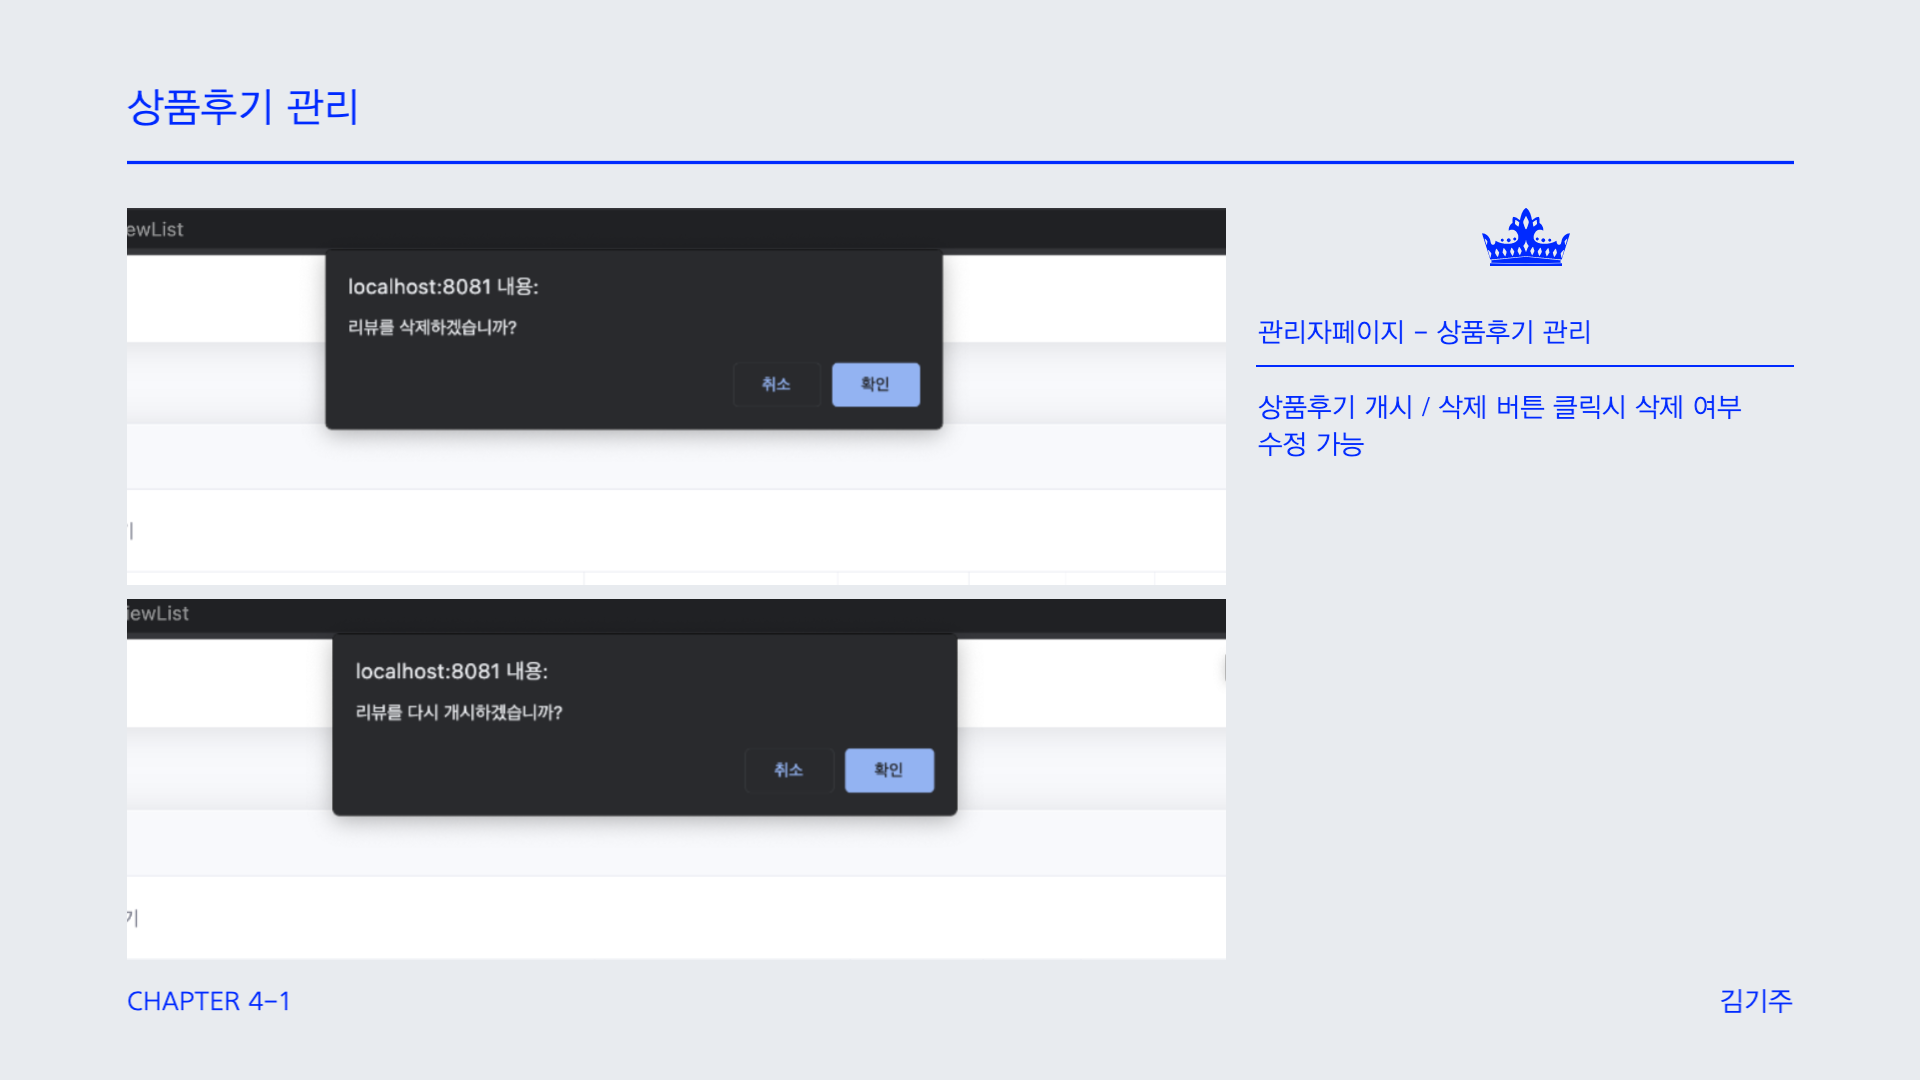 상품후기 관리
ewList
localhost:8081 내용:
리뷰를 삭제하겠습니까?
취소 확인
iewList
localhost:8081 내용:
리뷰를 다시 개시하겠습니까?
취소 확인
기
관리자페이지 - 상품후기 관리
상품후기 개시 / 삭제 버튼 클릭시 삭제 여부
수정 가능
CHAPTER 4-1
김기주